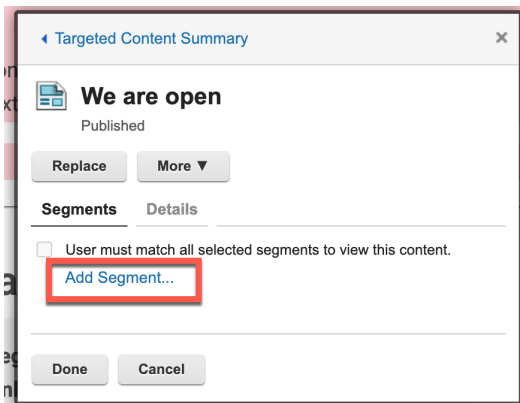 Targeted Content Summary
We are open
Published
Replace More ▼
Segments Details
User must match all selected segments to view this content.
Add Segment...
Done Cancel